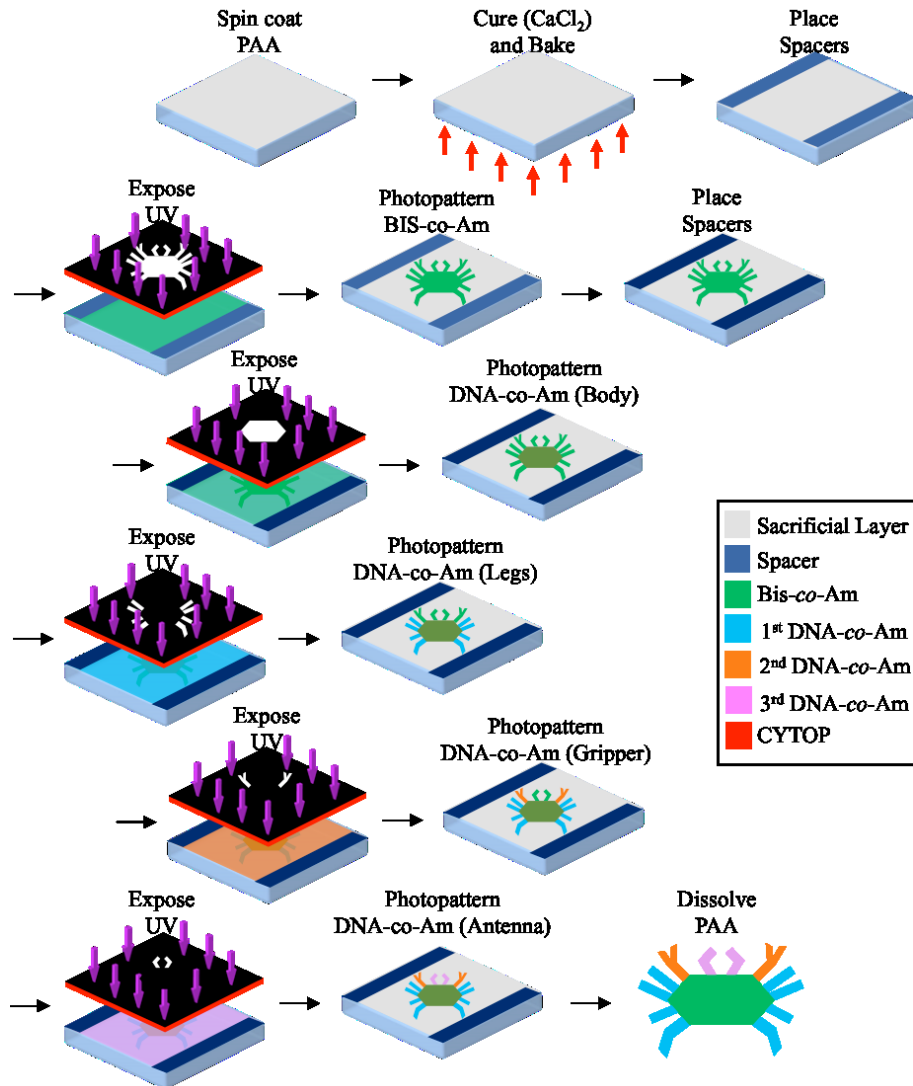 Spin coat
PAA
Cure (CaCl₂)
and Bake
Place
Spacers
Expose
UV
Photopattern
BIS-co-Am
Place
Spacers
Expose
UV
Photopattern
DNA-co-Am (Body)
Expose
UV
Photopattern
DNA-co-Am (Legs)
Expose
UV
Photopattern
DNA-co-Am (Gripper)
Expose
UV
Photopattern
DNA-co-Am (Antenna)
Dissolve
PAA
Sacrificial Layer
Spacer
Bis-co-Am
1st DNA-co-Am
2nd DNA-co-Am
3rd DNA-co-Am
CYTOP